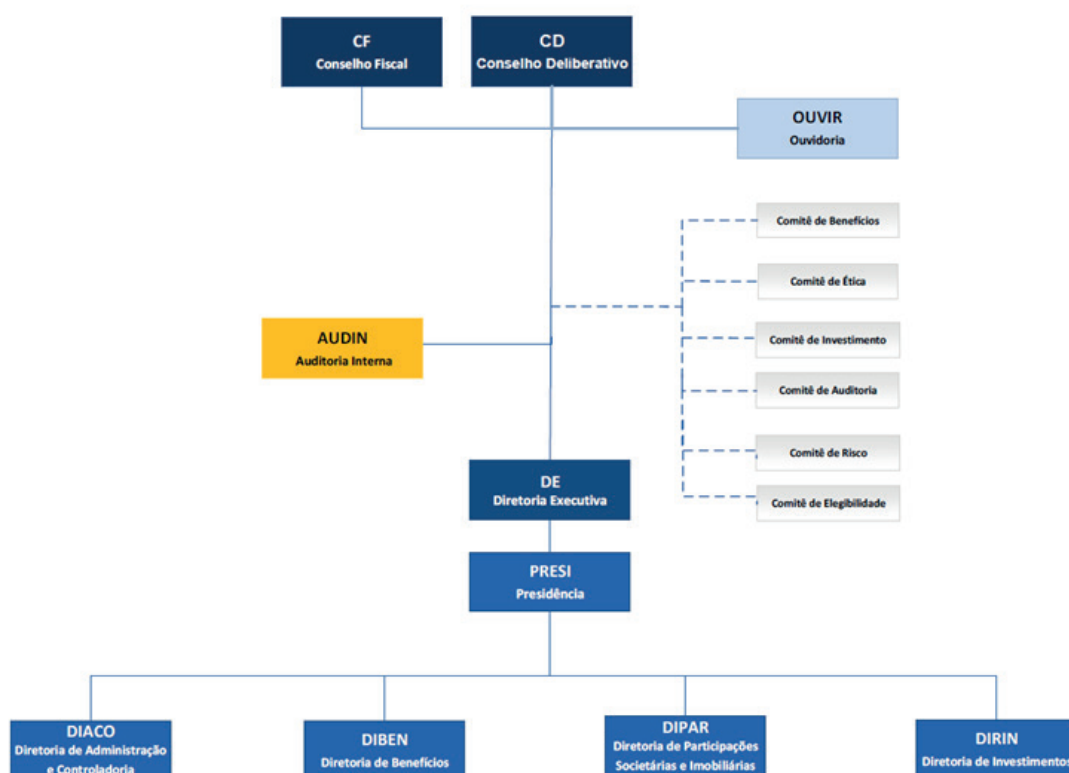 CF
Conselho Fiscal
CD
Conselho Deliberativo
OUVIR
Ouvidoria
Comitê de Benefícios
Comitê de Ética
AUDIN
Auditoria Interna
Comitê de Investimento
Comitê de Auditoria
Comitê de Risco
DE
Diretoria Executiva
Comitê de Elegibilidade
PRESI
Presidência
DIACO
Diretoria de Administração
e Controladoria
DIBEN
Diretoria de Benefícios
DIPAR
Diretoria de Participações
Societárias e Imobiliárias
DIRIN
Diretoria de Investimentos